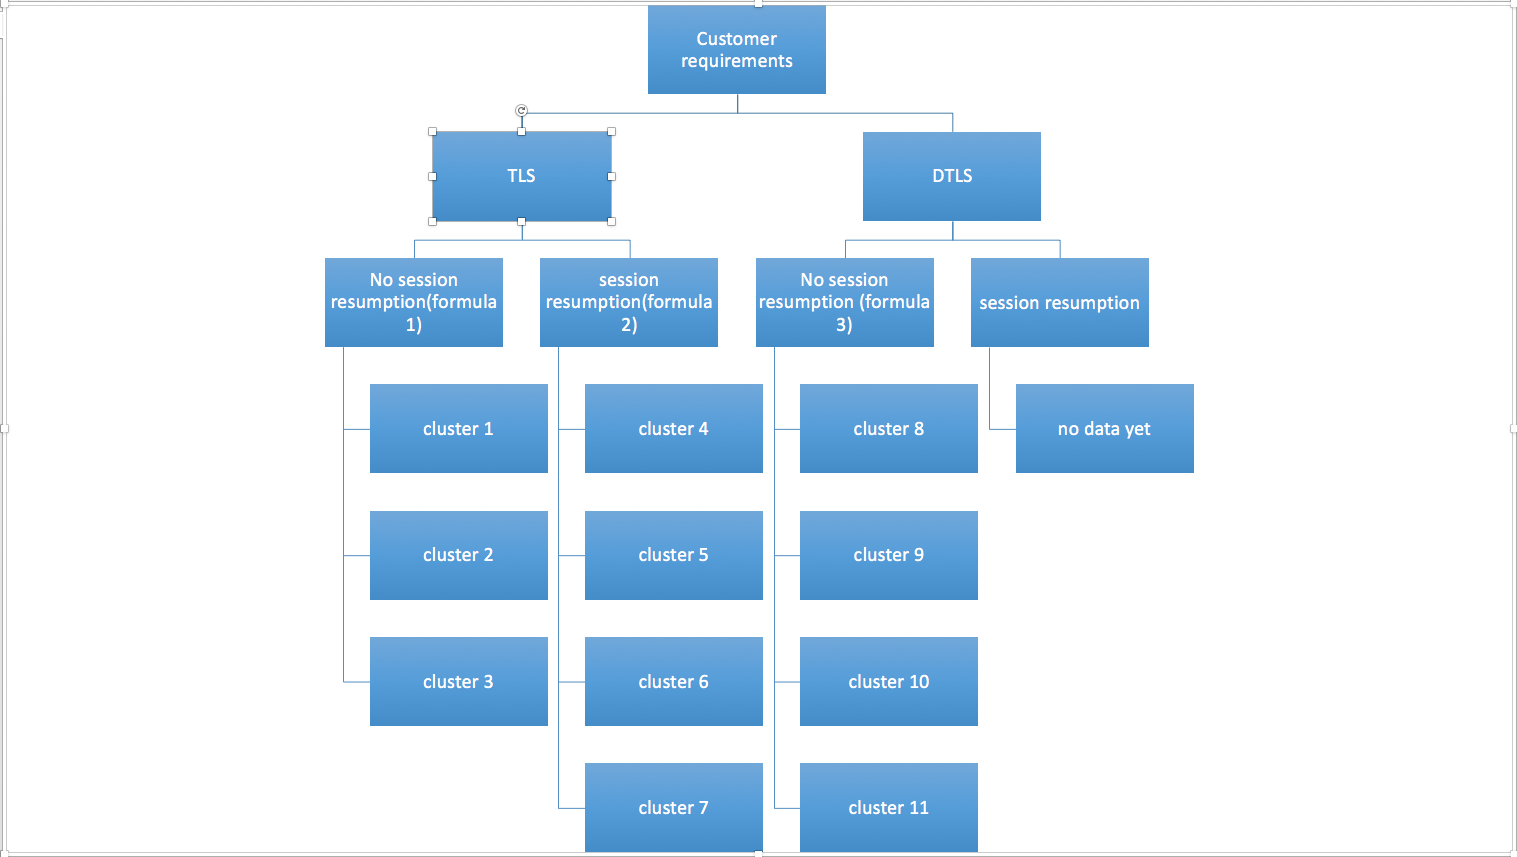 Customer
requirements
TLS
DTLS
No session
resumption(formula
1)
session
resumption(formula
2)
No session
resumption (formula
3)
session resumption
cluster 1
cluster 4
cluster 8
no data yet
cluster 2
cluster 5
cluster 9
cluster 3
cluster 6
cluster 10
cluster 7
cluster 11